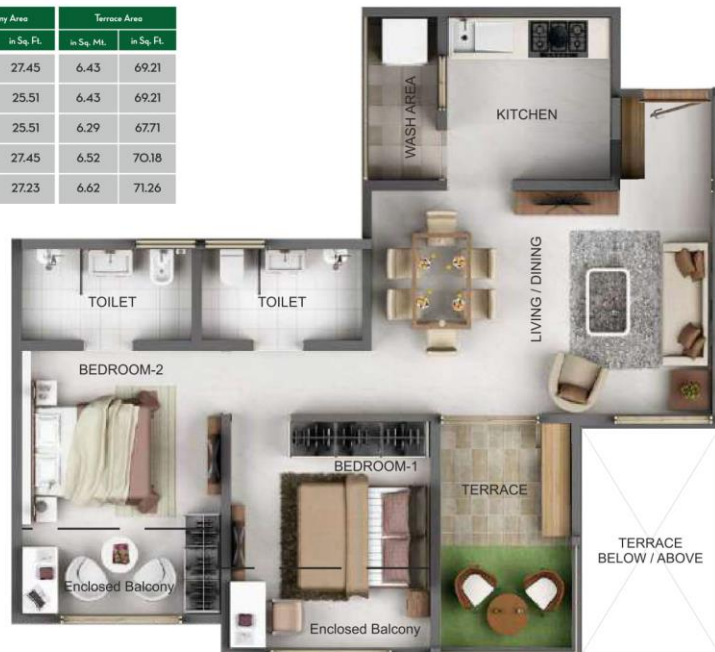 ny Area Terrace Area
in Sq. Ft. in Sq. Mt. in Sq. Ft.
27.45 6.43 69.21
25.51 6.43 69.21
25.51 6.29 67.71
27.45 6.52 70.18
27.23 6.62 71.26
WASH AREA
KITCHEN
LIVING / DINING
TOILET
TOILET
BEDROOM-2
BEDROOM-1
TERRACE
TERRACE
BELOW / ABOVE
Enclosed Balcony
Enclosed Balcony